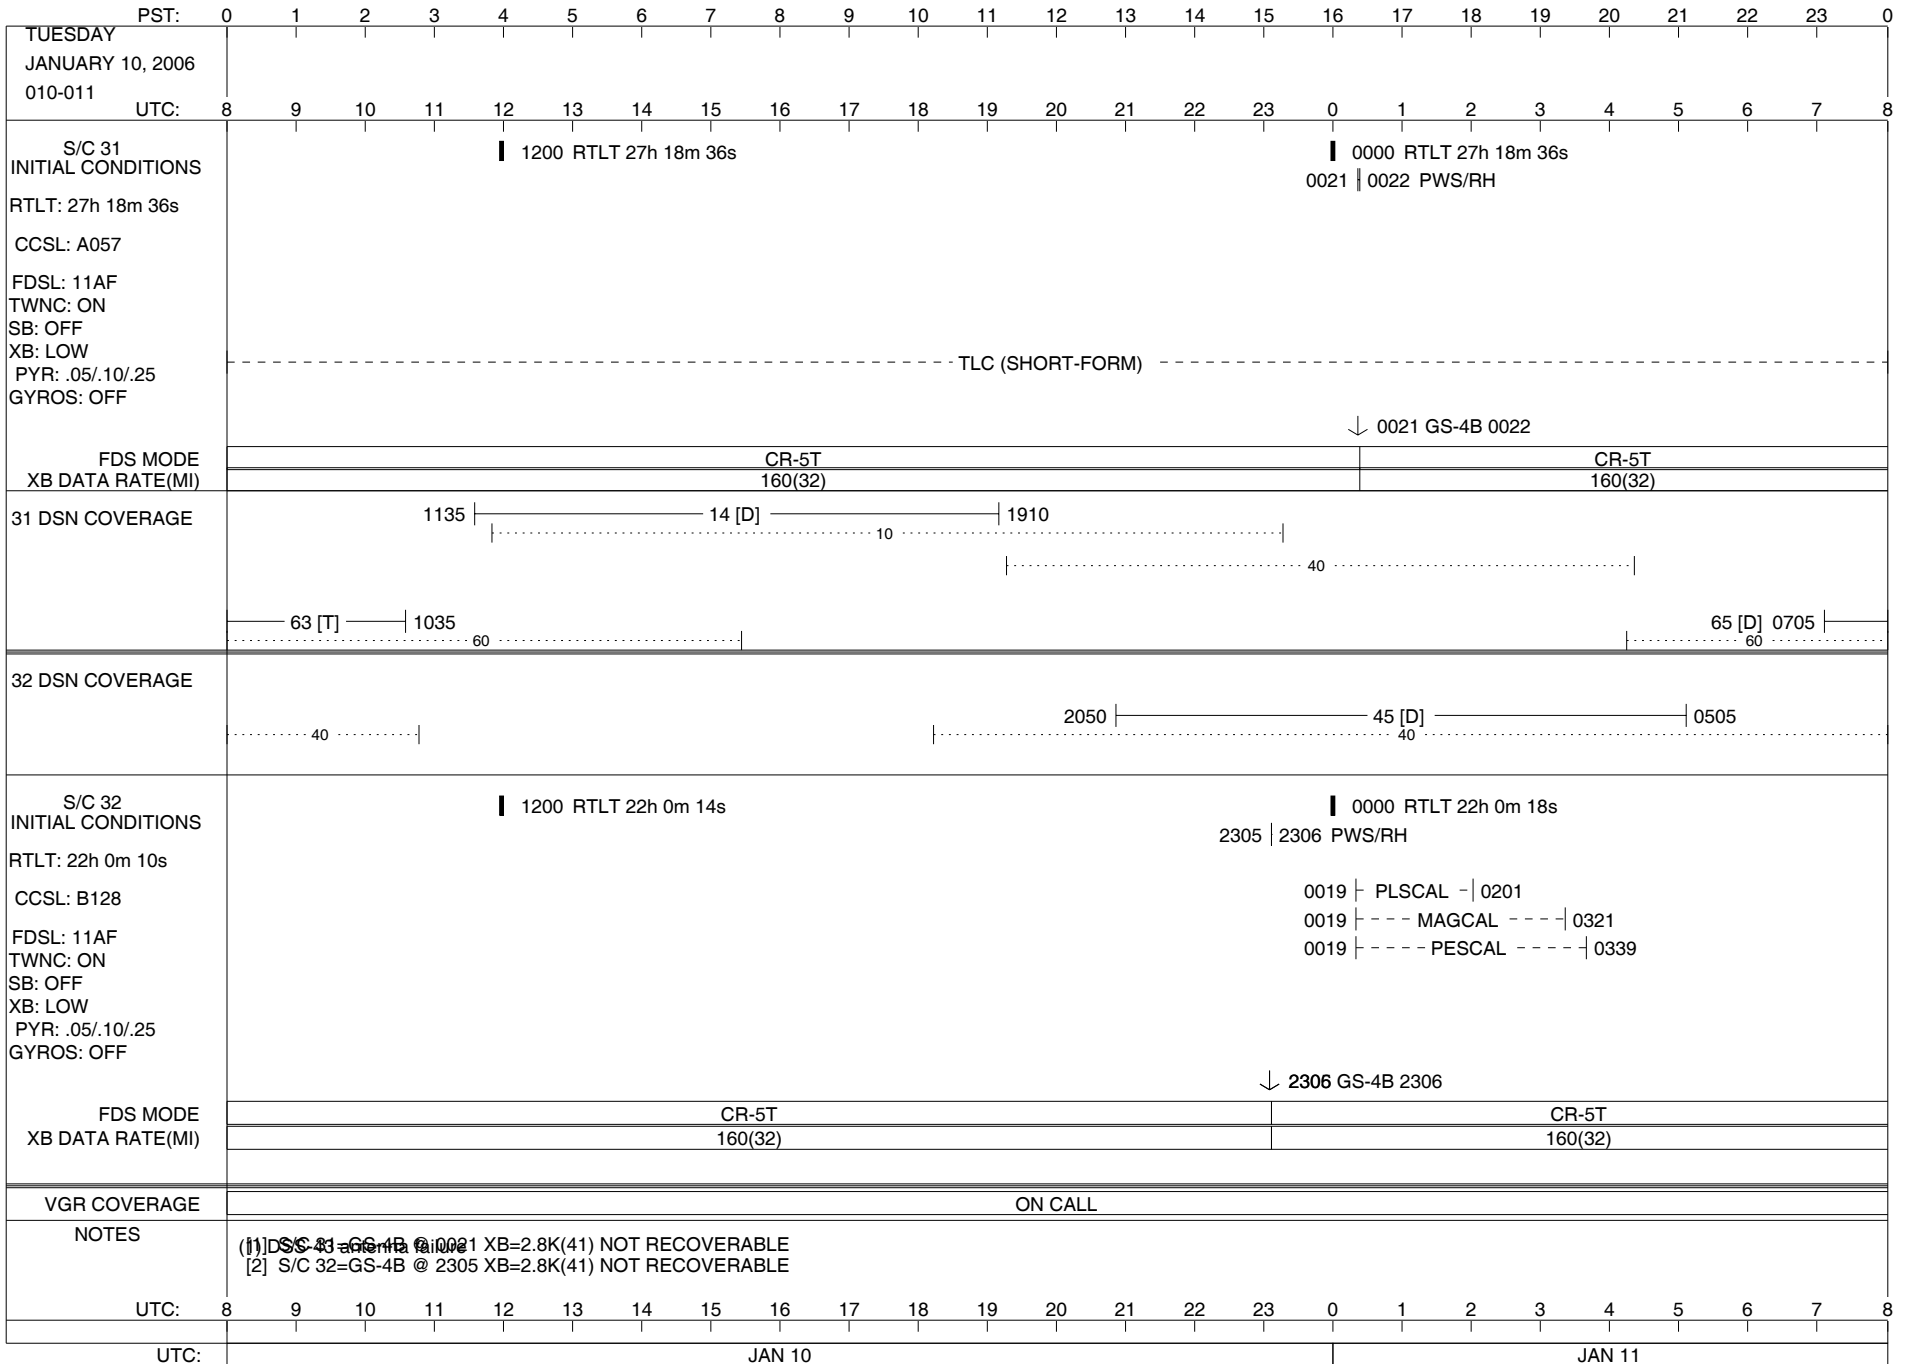 PST: 0 1 2 3 4 5 6 7 8 9 10 11 12 13 14 15 16 17 18 19 20 21 22 23 0
TUESDAY
JANUARY 10, 2006
010-011
UTC: 8 9 10 11 12 13 14 15 16 17 18 19 20 21 22 23 0 1 2 3 4 5 6 7 8
S/C 31
INITIAL CONDITIONS
1200 RTLT 27h 18m 36s
0000 RTLT 27h 18m 36s
0021 0022 PWS/RH
RTLT: 27h 18m 36s
CCSL: A057
FDSL: 11AF
TWNC: ON
SB: OFF
XB: LOW
PYR: .05/.10/.25
GYROS: OFF
TLC (SHORT-FORM)
0021 GS-4B 0022
FDS MODE CR-5T CR-5T
XB DATA RATE(MI) 160(32) 160(32)
31 DSN COVERAGE
1135 14 [D] 1910
10
40
63 [T] 1035 65 [D] 0705
60 60
32 DSN COVERAGE
2050 45 [D] 0505
40 40
S/C 32
INITIAL CONDITIONS
1200 RTLT 22h 0m 14s
0000 RTLT 22h 0m 18s
2305 2306 PWS/RH
RTLT: 22h 0m 10s
CCSL: B128
0019 PLSCAL 0201
0019 MAGCAL 0321
0019 PESCAL 0339
FDSL: 11AF
TWNC: ON
SB: OFF
XB: LOW
PYR: .05/.10/.25
GYROS: OFF
2306 GS-4B 2306
FDS MODE CR-5T CR-5T
XB DATA RATE(MI) 160(32) 160(32)
VGR COVERAGE ON CALL
NOTES
(1) DSS-43 antenna failure
[1] S/C 31=GS-4B @ 0021 XB=2.8K(41) NOT RECOVERABLE
[2] S/C 32=GS-4B @ 2305 XB=2.8K(41) NOT RECOVERABLE
UTC: 8 9 10 11 12 13 14 15 16 17 18 19 20 21 22 23 0 1 2 3 4 5 6 7 8
UTC: JAN 10 JAN 11